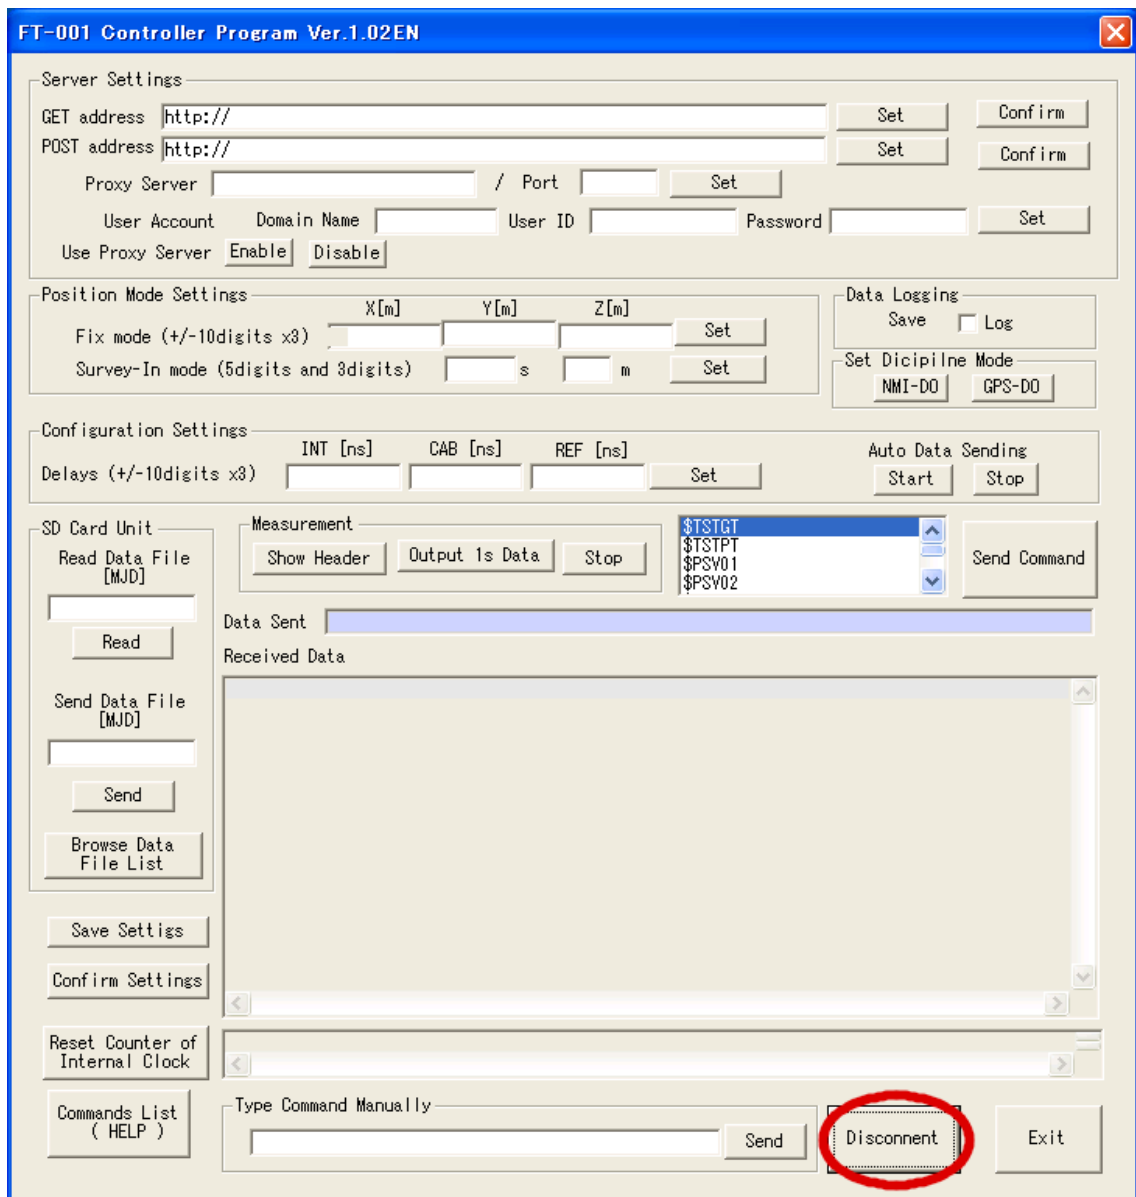 FT-001 Controller Program Ver.1.02EN
Server Settings
GET address http:// Set Confirm
POST address http:// Set Confirm
Proxy Server / Port Set
User Account Domain Name User ID Password Set
Use Proxy Server Enable Disable
Position Mode Settings
X[m] Y[m] Z[m]
Fix mode (+/-10digits x3) Set
Survey-In mode (5digits and 3digits) s m Set
Data Logging
Save Log
Set Dicipilne Mode
NMI-DO GPS-DO
Configuration Settings
INT [ns] CAB [ns] REF [ns]
Delays (+/-10digits x3) Set
Auto Data Sending
Start Stop
SD Card Unit
Read Data File
[MJD]
Read
Send Data File
[MJD]
Send
Browse Data
File List
Measurement
Show Header Output 1s Data Stop
$TSTGT
$TSTPT
$PSV01
$PSV02
Send Command
Data Sent
Received Data
Save Settigs
Confirm Settings
Reset Counter of
Internal Clock
Commands List
( HELP )
Type Command Manually
Send
Disconnent
Exit